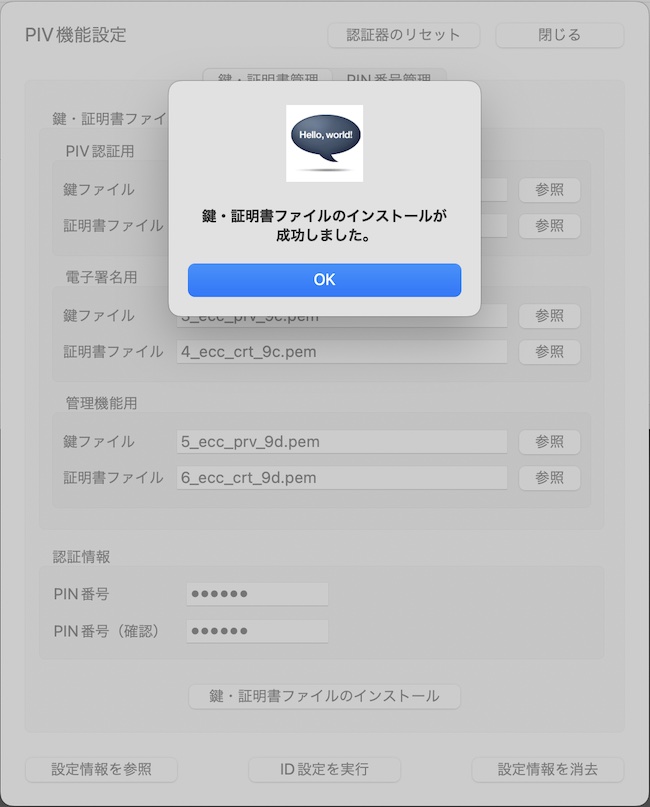 PIV機能設定
認証器のリセット
閉じる
鍵・証明書管理
PIN番号管理
鍵・証明書ファイ
Hello, world!
鍵・証明書ファイルのインストールが
成功しました。
OK
PIV認証用
鍵ファイル
参照
証明書ファイル
参照
電子署名用
鍵ファイル
3_ecc_prv_9c.pem
参照
証明書ファイル
4_ecc_crt_9c.pem
参照
管理機能用
鍵ファイル
5_ecc_prv_9d.pem
参照
証明書ファイル
6_ecc_crt_9d.pem
参照
認証情報
PIN番号
●●●●●●
PIN番号（確認）
●●●●●●
鍵・証明書ファイルのインストール
設定情報を参照
ID設定を実行
設定情報を消去